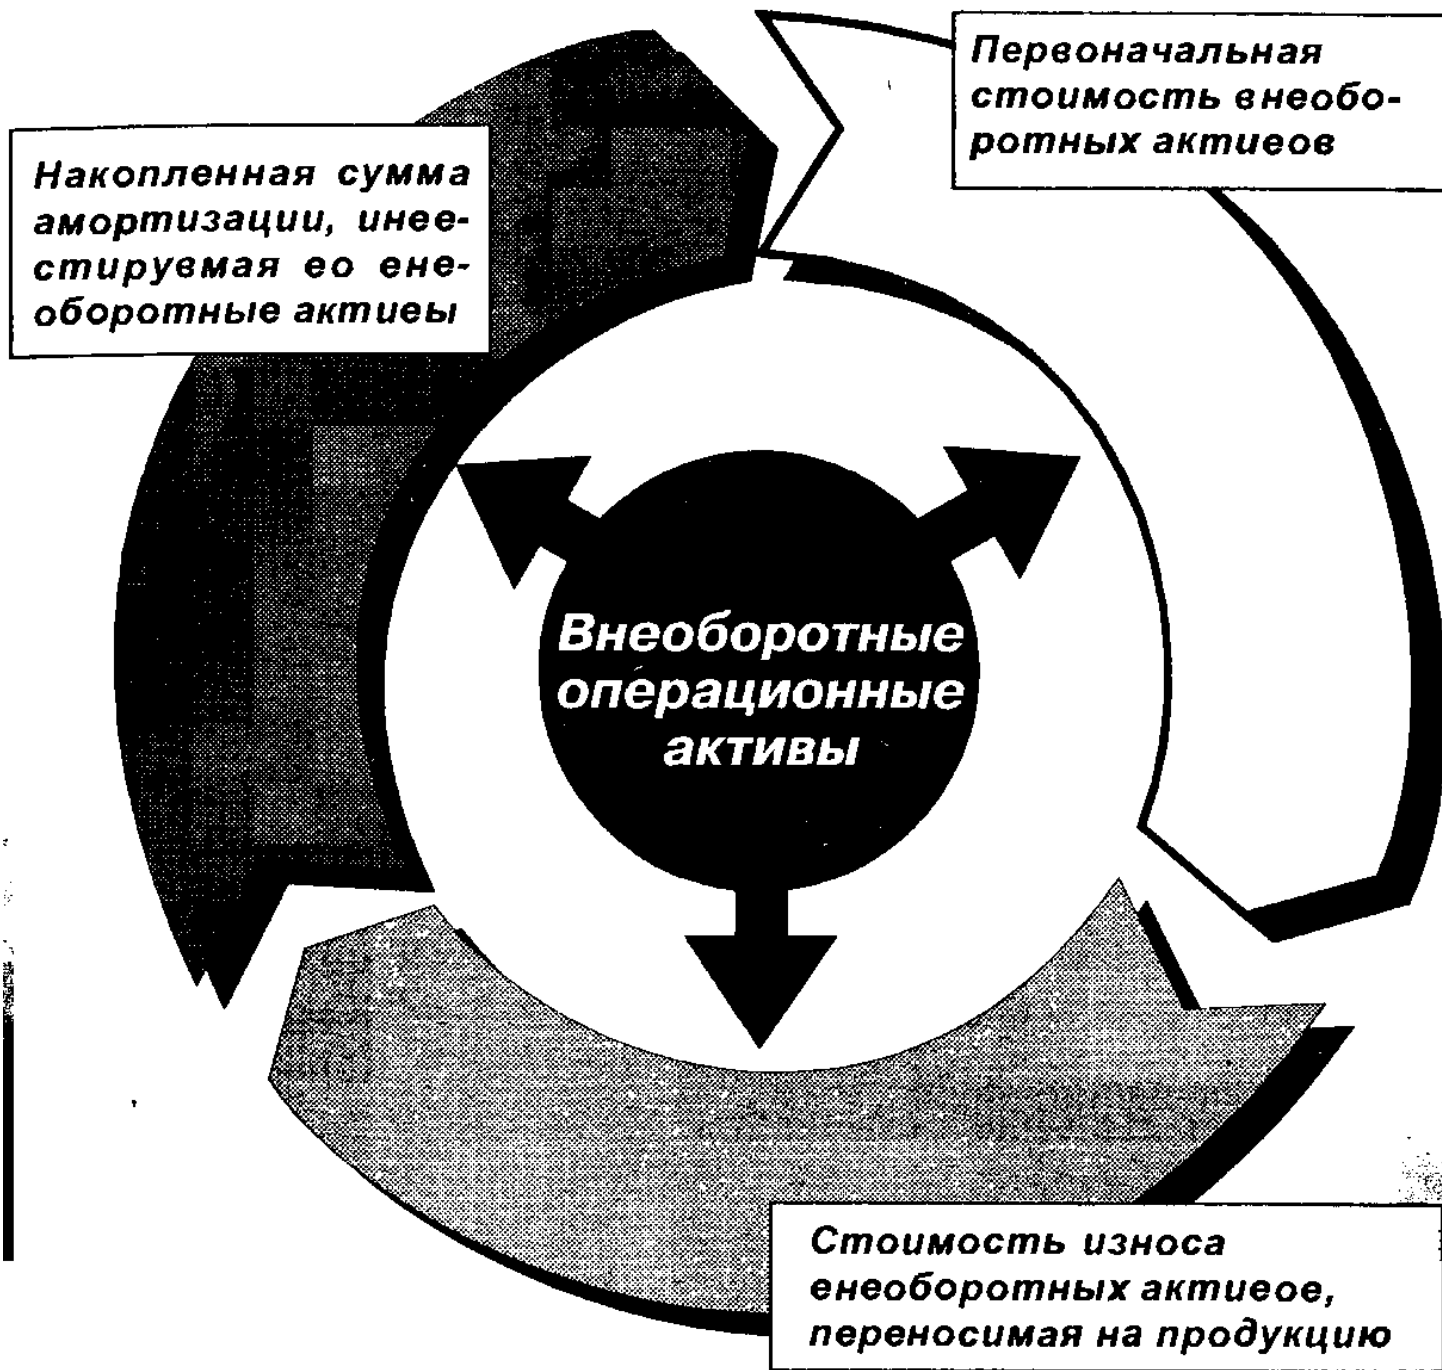 Первоначальная
стоимость внеобо-
ротных актиеов
Накопленная сумма
амортизации, инее-
стирувмая ео ене-
оборотные актиеы
Внеоборотные
операционные
активы
Стоимость износа
енеоборотных актиеое,
переносимая на продукцию